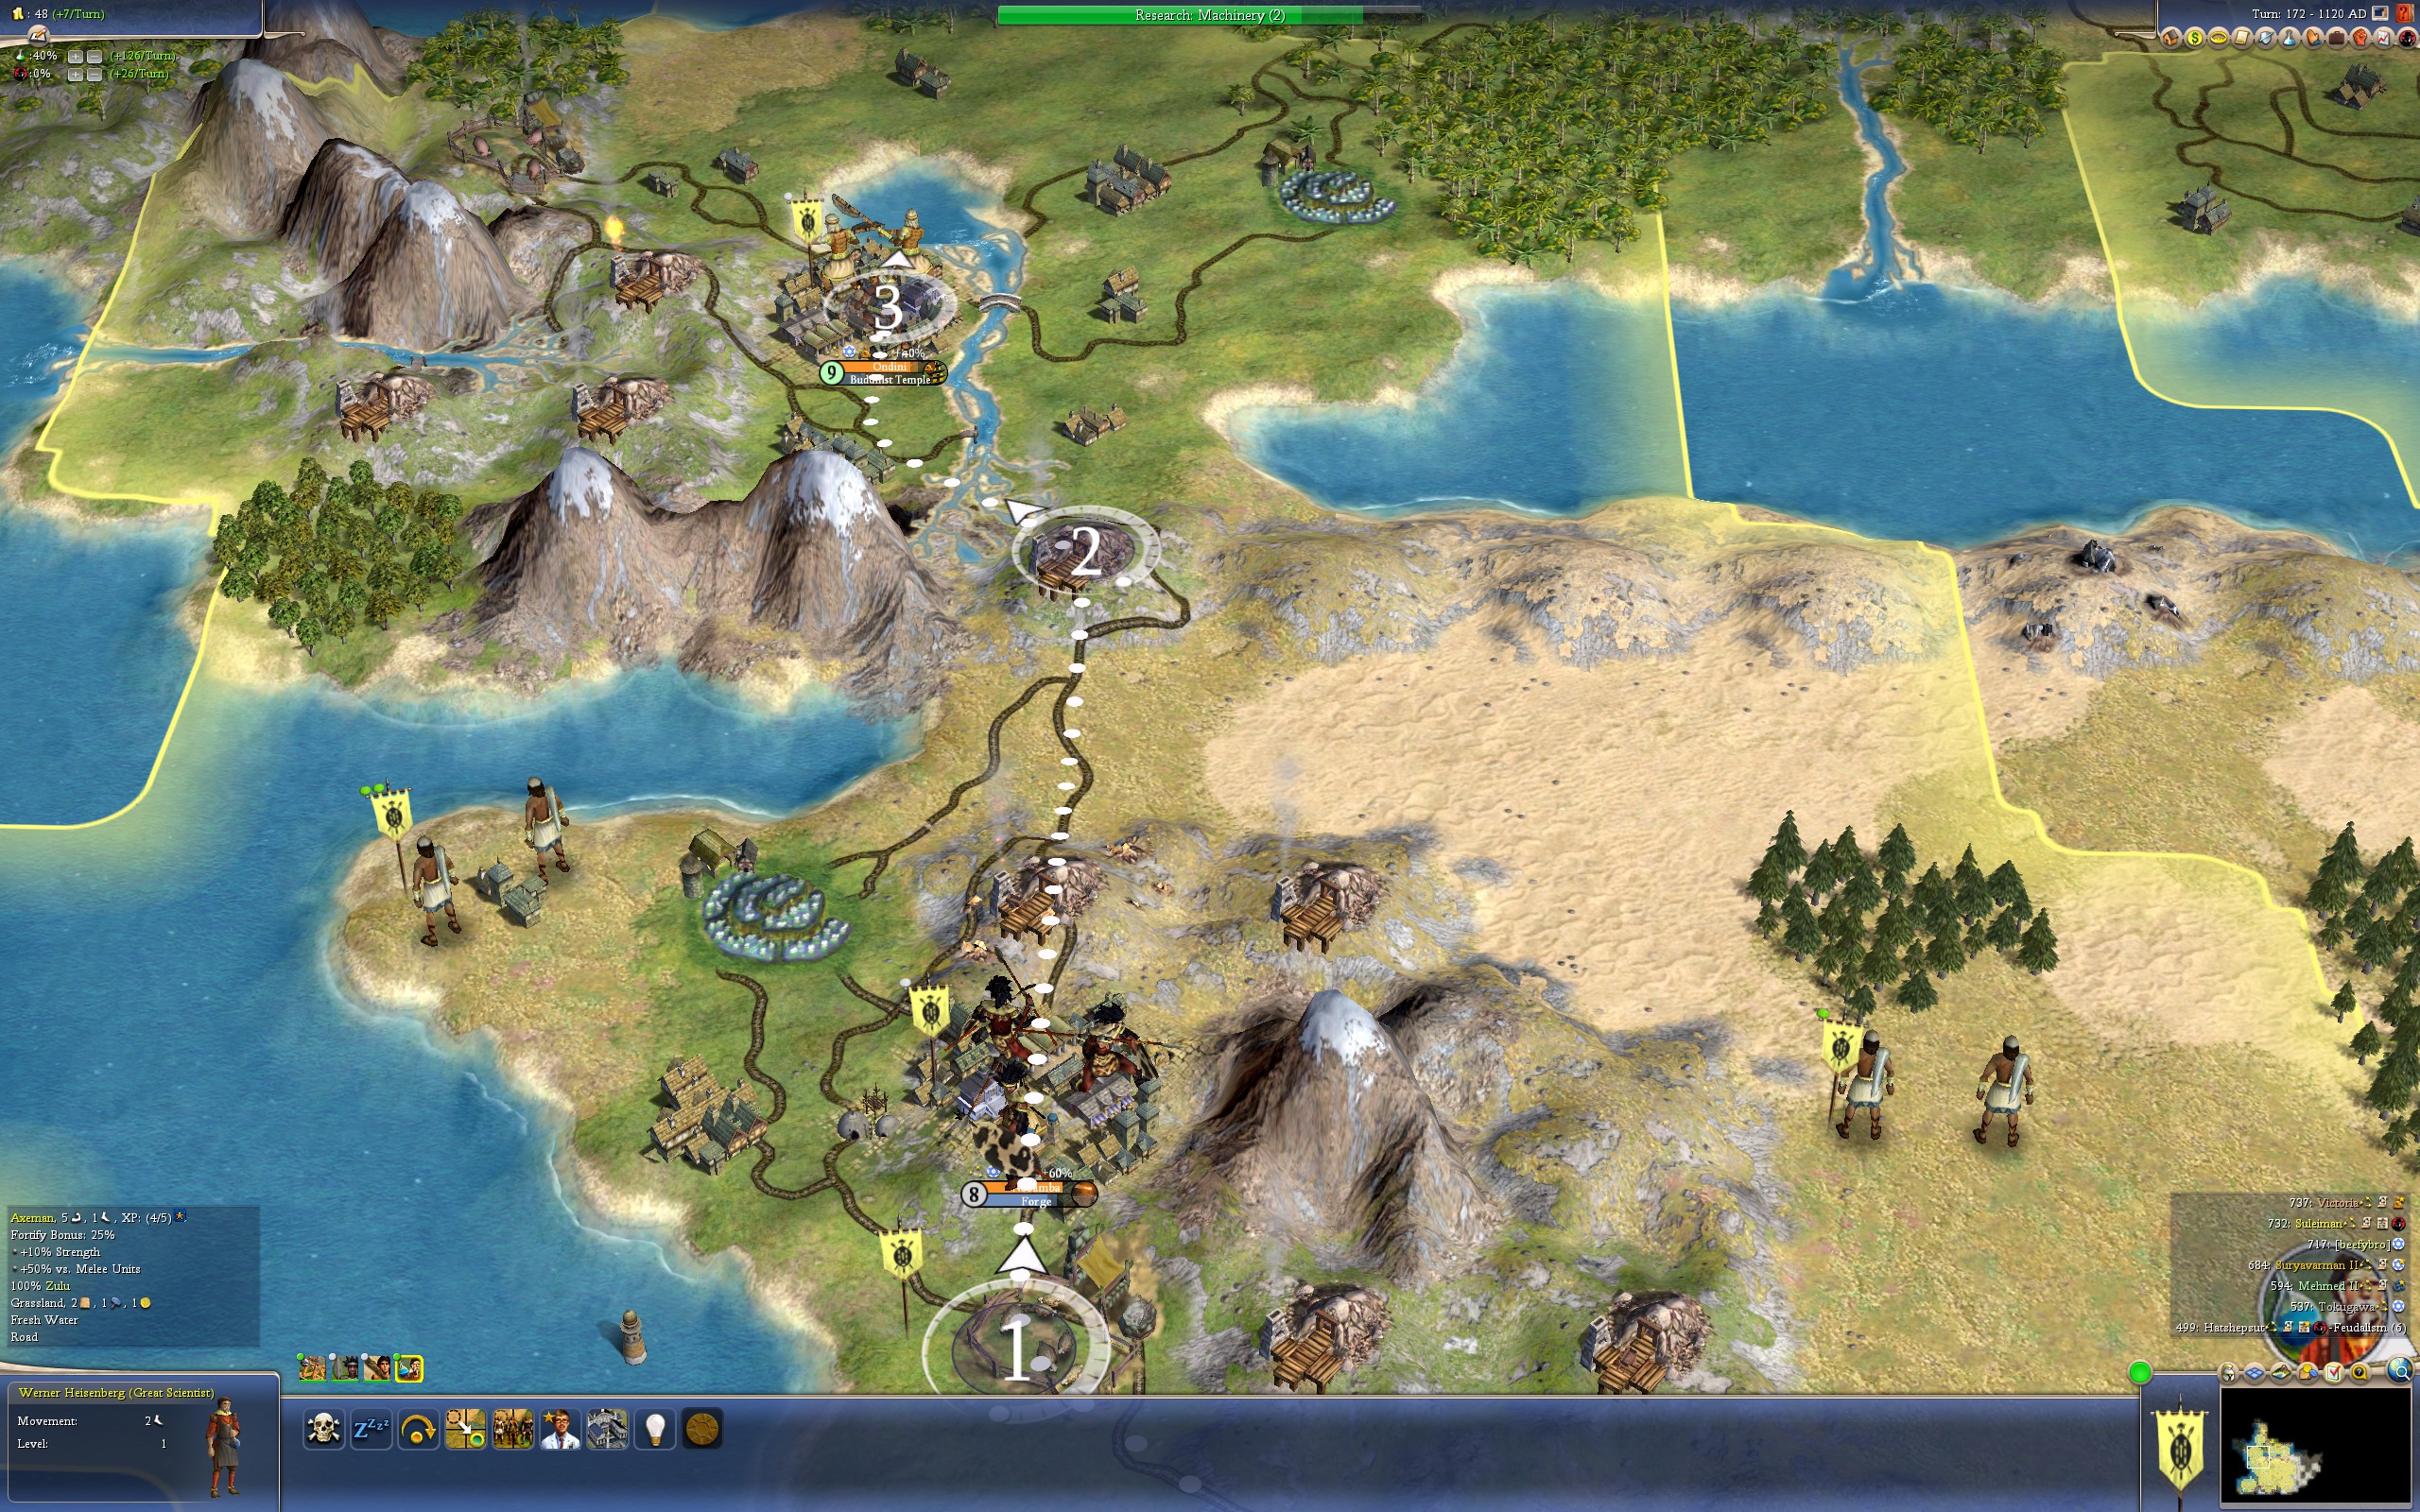 : 48 (+7/Turn)
:40% (+126/Turn)
:0% (+26/Turn)
Research: Machinery (2)
Turn: 172 - 1120 AD
3
+40%
9
Ondini
Buddhist Temple
2
+60%
8
Forge
1
Axeman, 5 , 1 , XP: (4/5)
Fortify Bonus: 25%
+10% Strength
+50% vs. Melee Units
100% Zulu
Grassland, 2 , 1 , 1
Fresh Water
Road
737: Victoria
732: Suleiman
717: [beefybro]
684: Suryavarman II
594: Mehmed II
537: Tokugawa
499: Hatshepsut -Feudalism (6)
Werner Heisenberg (Great Scientist)
Movement: 2
Level: 1
ZZZzz